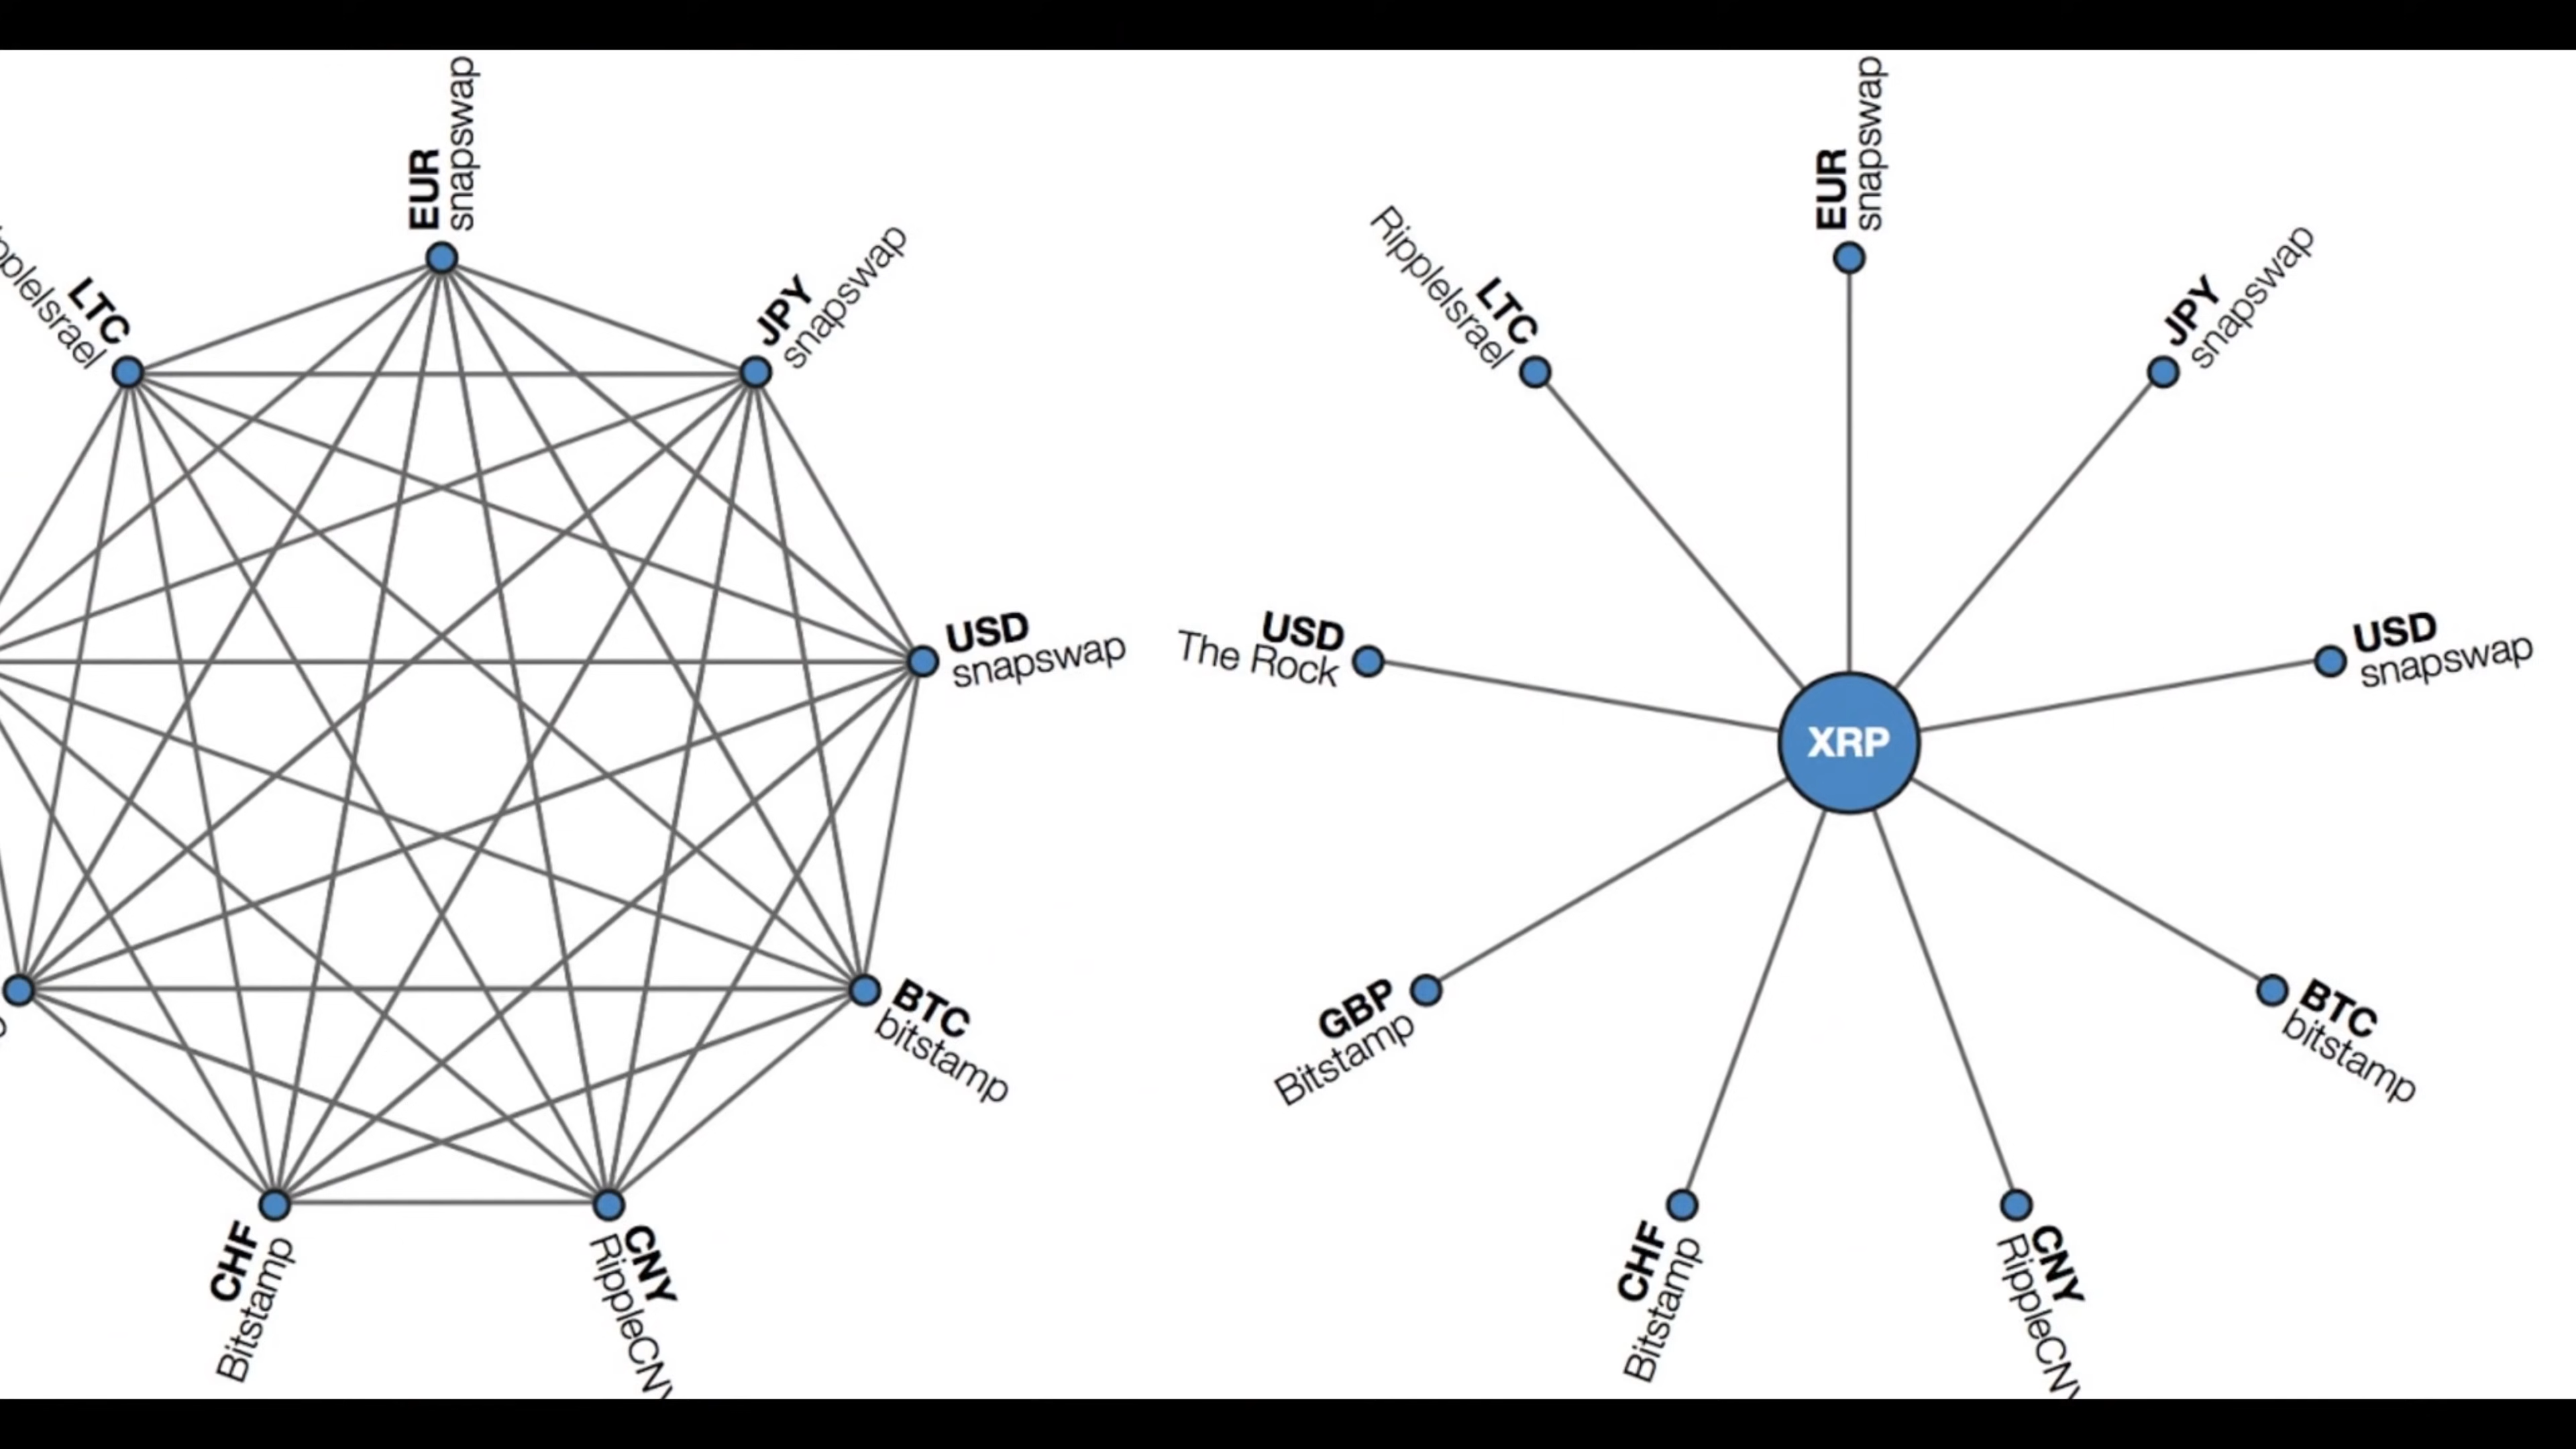 EUR
snapswap
LTC
JPY
snapswap
USD
snapswap
BTC
bitstamp
CNY
CHF
Bitstamp
EUR
snapswap
LTC
RippleIsrael
JPY
snapswap
USD
The Rock
USD
snapswap
XRP
GBP
Bitstamp
BTC
bitstamp
CHF
Bitstamp
CNY